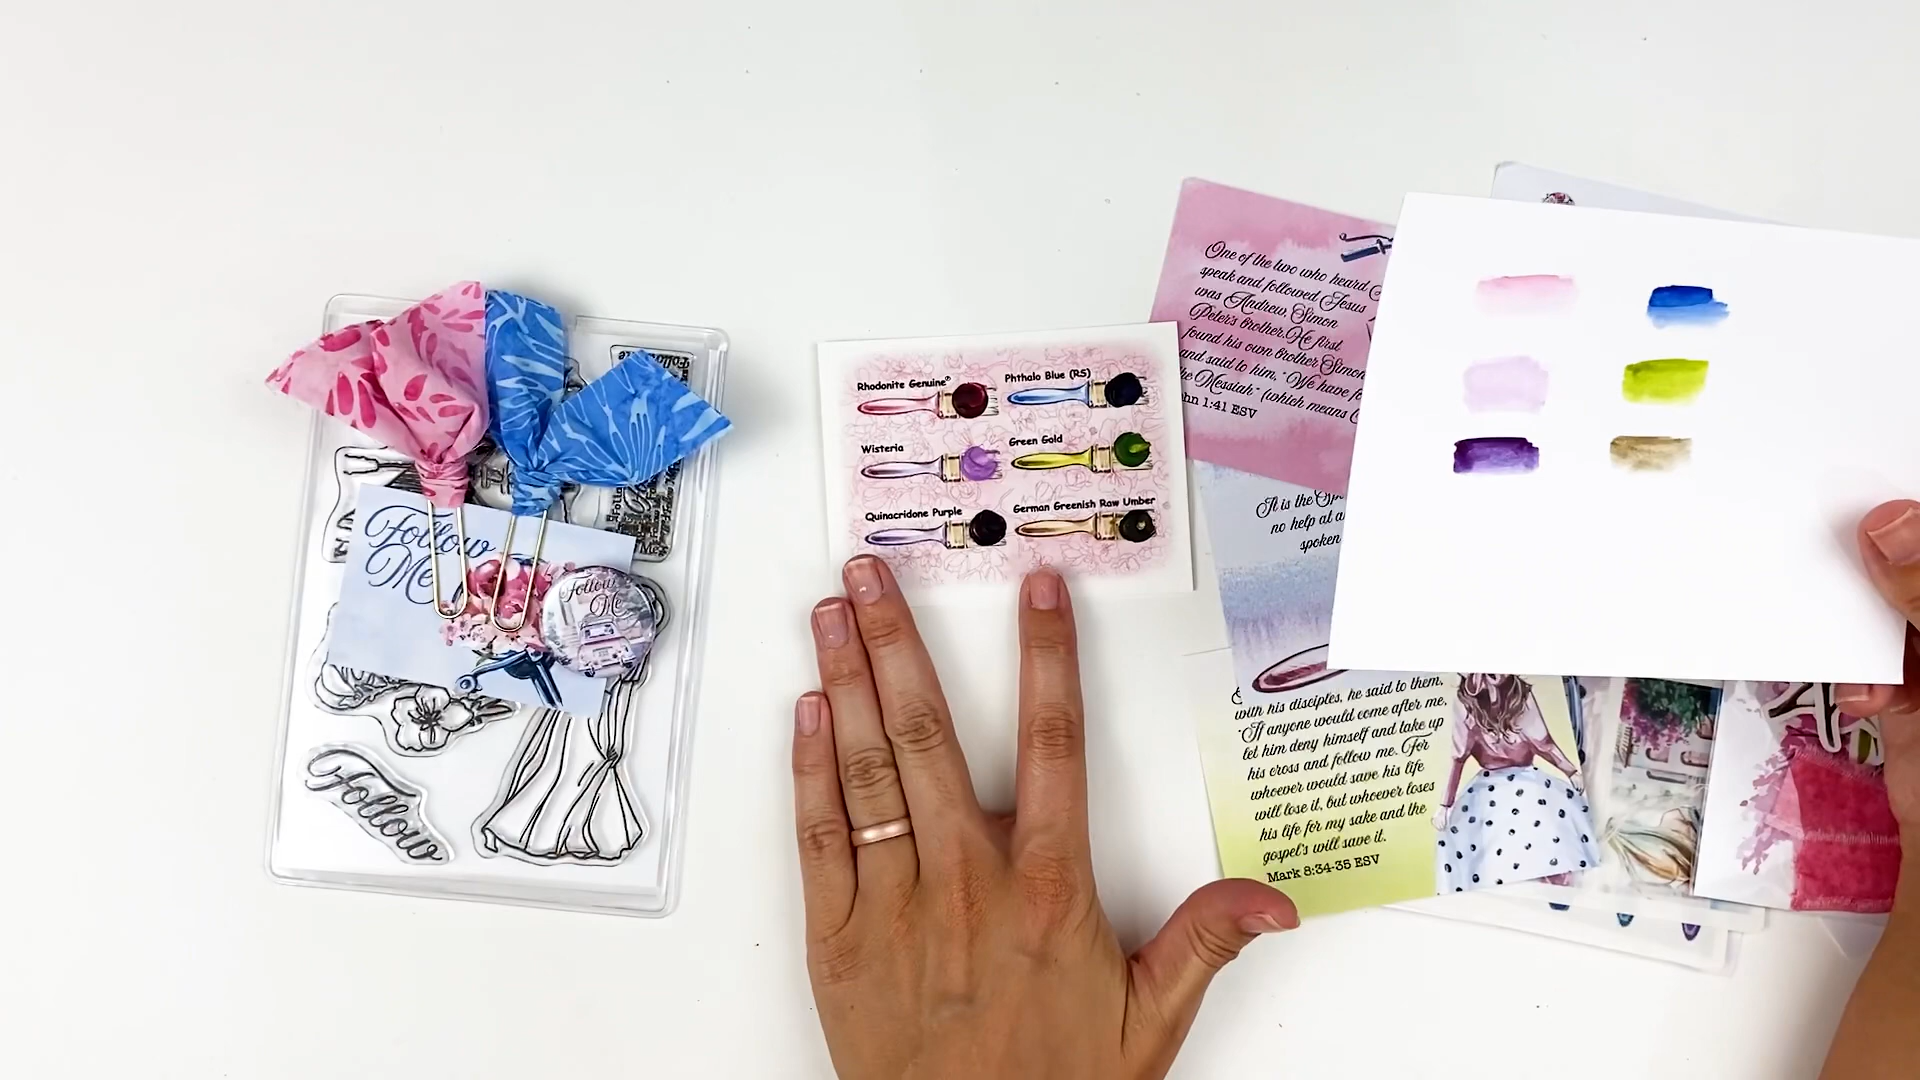 Follow
Me
Follow
Me
Follow
Rhodonite Genuine®
Phthalo Blue (RS)
Wisteria
Green Gold
Quinacridone Purple
German Greenish Raw Umber
One of the two who heard
speak and followed Jesus
was Andrew, Simon
Peter's brother. He first
found his own brother Simon
and said to him, "We have
the Messiah" (which means
John 1:41 ESV
It is the
no help at
spoken
with his disciples, he said to them,
"If anyone would come after me,
let him deny himself and take up
his cross and follow me. For
whoever would save his life
will lose it, but whoever loses
his life for my sake and the
gospel's will save it.
Mark 8:34-35 ESV